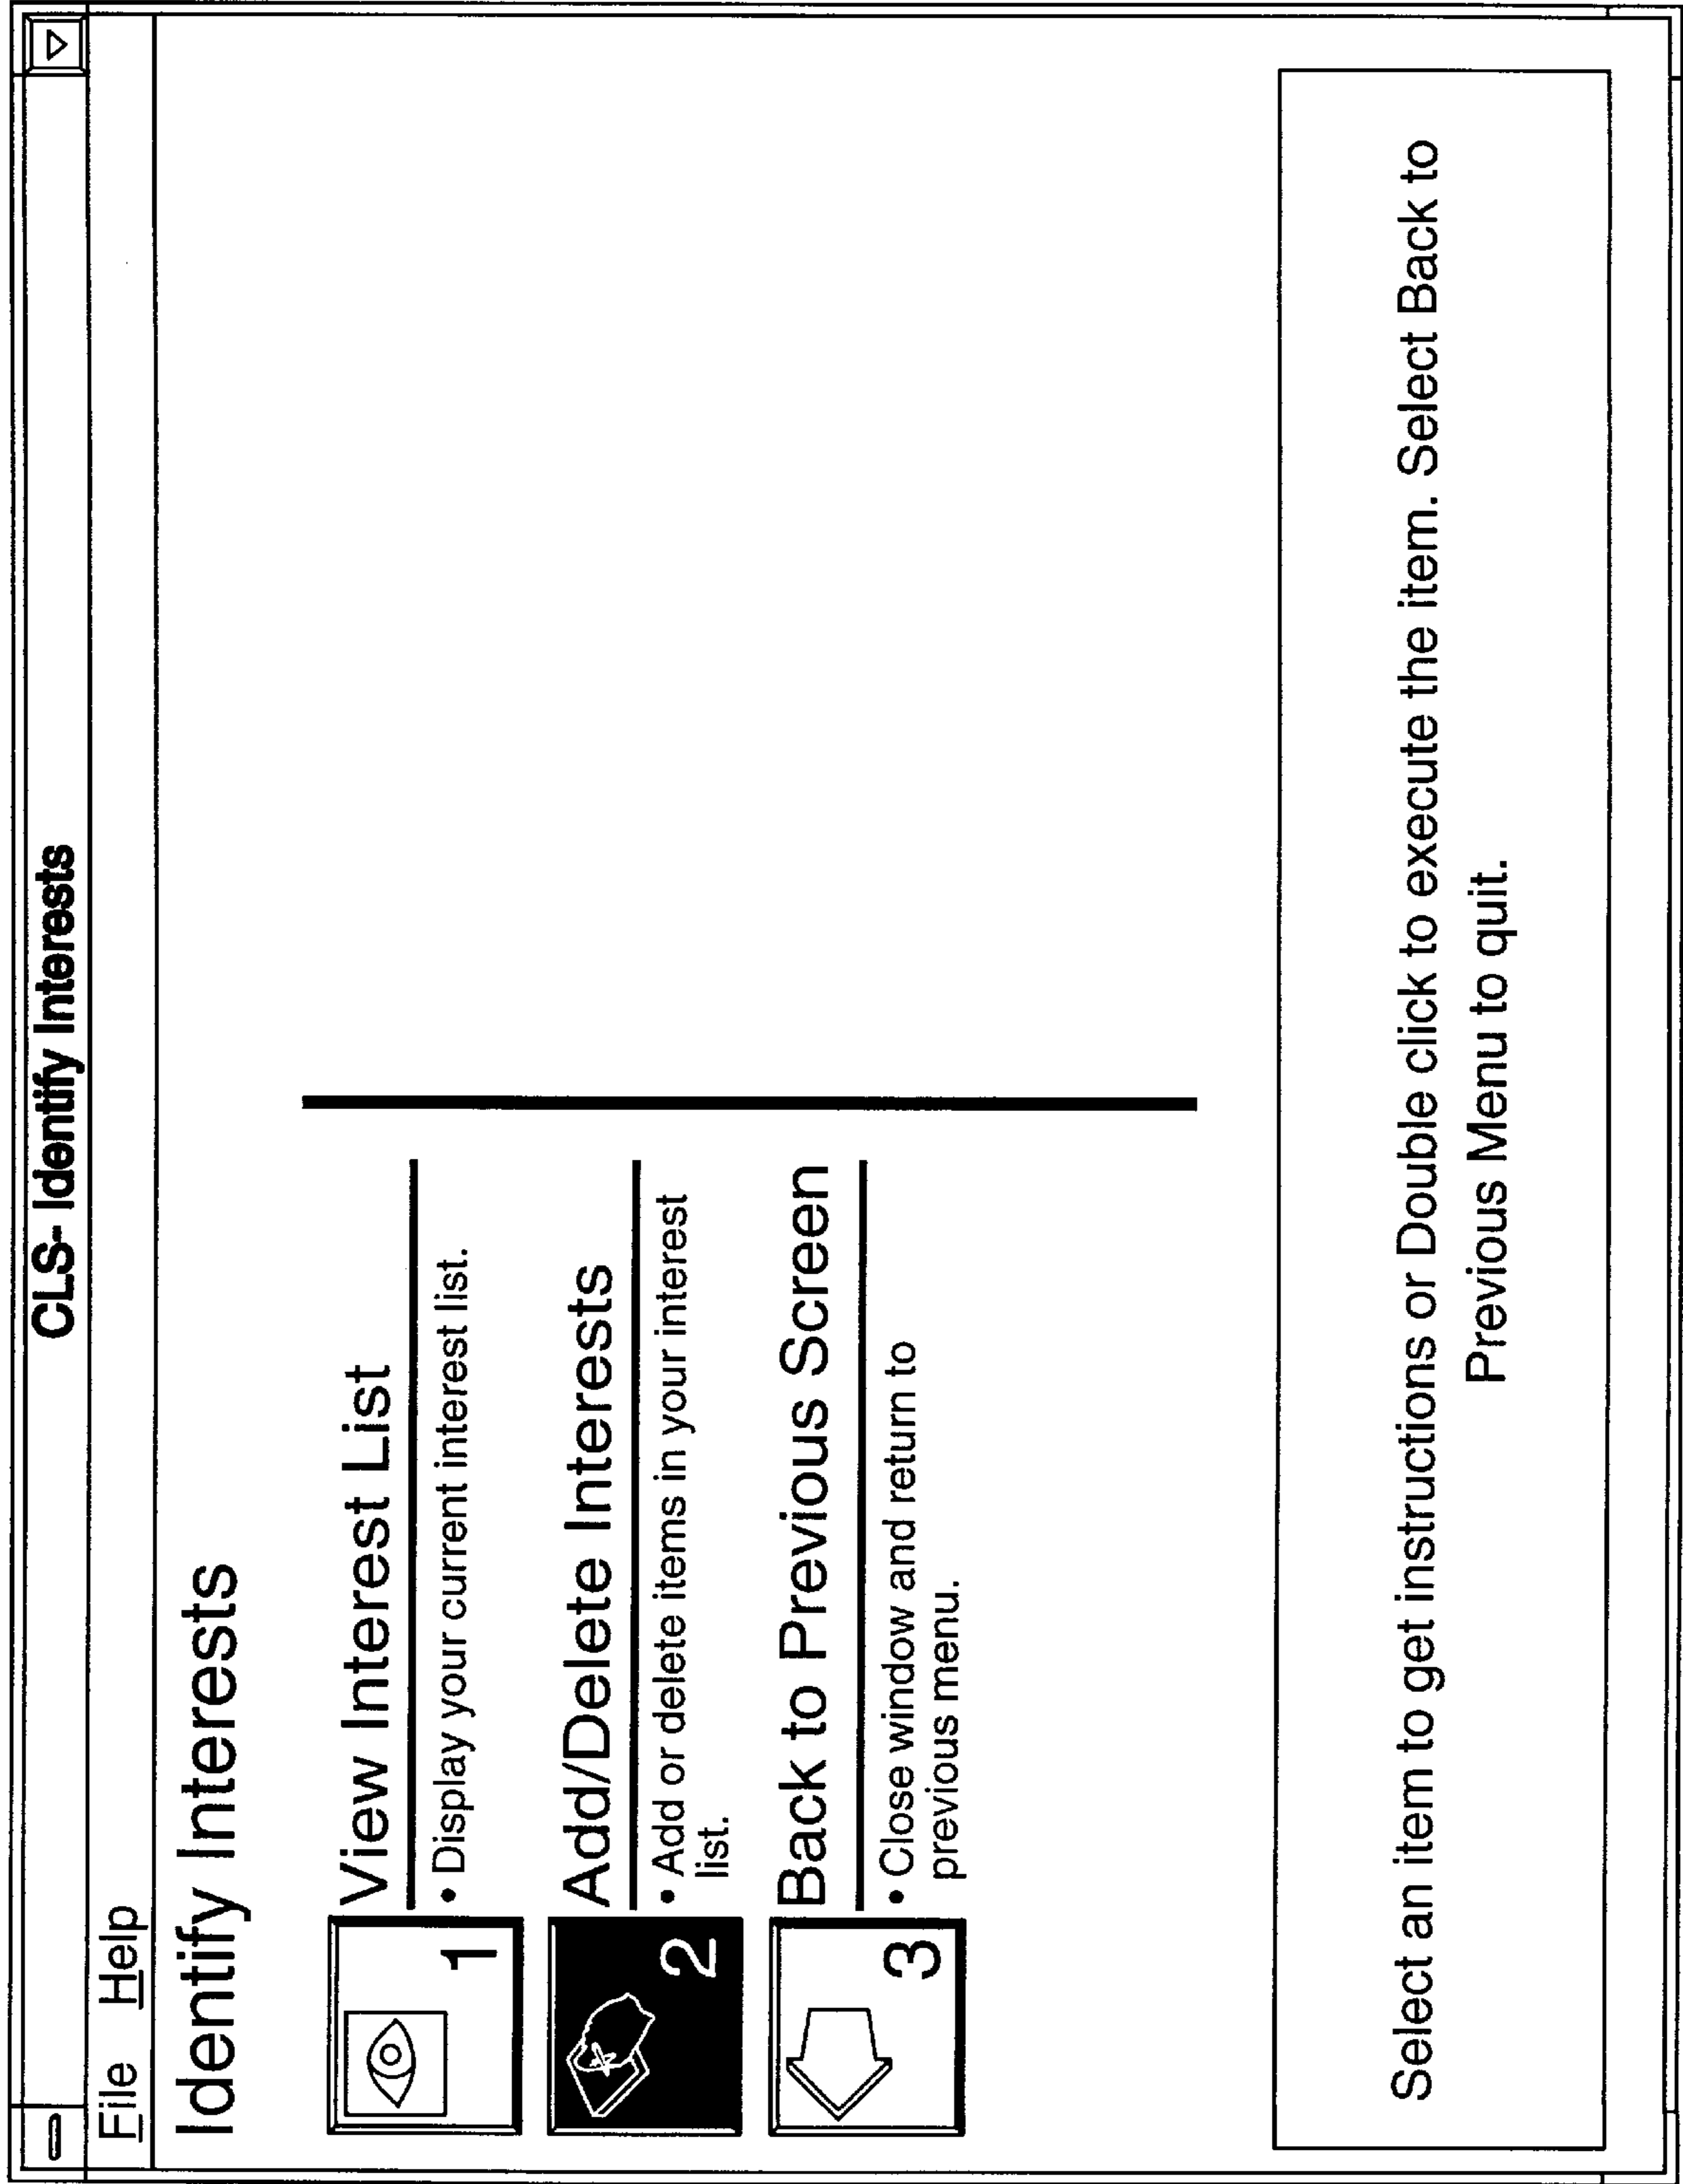 CLS- Identify Interests
File Help
Identify Interests
1
View Interest List
• Display your current interest list.
2
Add/Delete Interests
• Add or delete items in your interest
list.
3
Back to Previous Screen
• Close window and return to
previous menu.
Select an item to get instructions or Double click to execute the item. Select Back to
Previous Menu to quit.